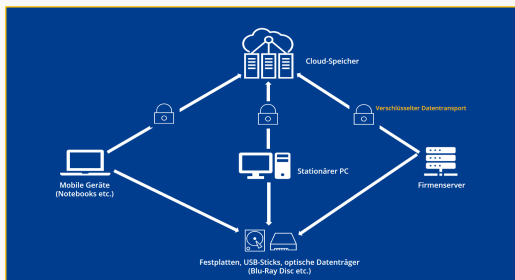 Cloud-Speicher
Verschlüsselter Datentransport
Mobile Geräte
(Notebooks etc.)
Stationärer PC
Firmenserver
Festplatten, USB-Sticks, optische Datenträger
(Blu-Ray Disc etc.)